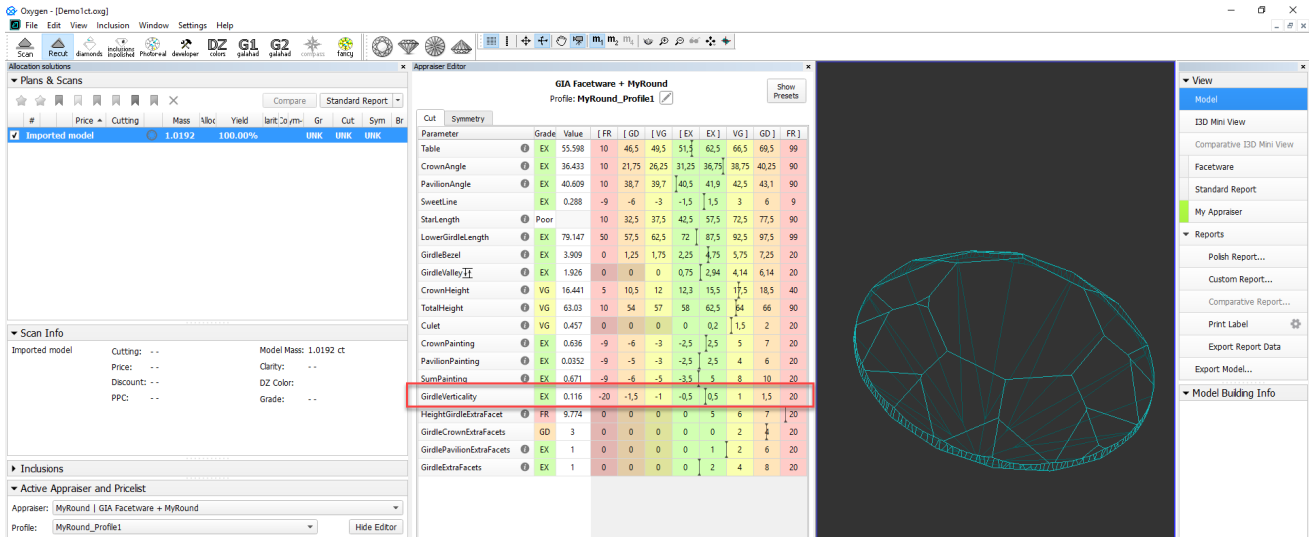 Oxygen - [Demo1ct.oxg]
File Edit View Inclusion Window Settings Help
Scan Recut diamonds inclusions inpolished Photoreal developer DZ colors G1 galahad G2 galahad compass fancy m1 m2 m4
Allocation solutions
Plans & Scans
Compare Standard Report
# Price Cutting Mass Alloc Yield Gr Cut Sym Br
Imported model 1.0192 100.00% UNK UNK UNK
Scan Info
Imported model Cutting: -- Model Mass: 1.0192 ct
Price: -- Clarity: --
Discount: -- DZ Color:
PPC: -- Grade: --
Inclusions
Active Appraiser and Pricelist
Appraiser: MyRound | GIA Facetware + MyRound
Profile: MyRound_Profile1 Hide Editor
Appraiser Editor
GIA Facetware + MyRound
Profile: MyRound_Profile1
Show Presets
Cut Symmetry
Parameter Grade Value [ FR [ GD [ VG [ EX EX ] VG ] GD ] FR ]
Table EX 55.598 10 46,5 49,5 51,5 62,5 66,5 69,5 99
CrownAngle EX 36.433 10 21,75 26,25 31,25 36,75 38,75 40,25 90
PavilionAngle EX 40.609 10 38,7 39,7 40,5 41,9 42,5 43,1 90
SweetLine EX 0.288 -9 -6 -3 -1,5 1,5 3 6 9
StarLength Poor 10 32,5 37,5 42,5 57,5 72,5 77,5 90
LowerGirdleLength EX 79.147 50 57,5 62,5 72 87,5 92,5 97,5 99
GirdleBezel EX 3.909 0 1,25 1,75 2,25 4,75 5,75 7,25 20
GirdleValley EX 1.926 0 0 0 0,75 2,94 4,14 6,14 20
CrownHeight VG 16.441 5 10,5 12 12,3 15,5 17,5 18,5 40
TotalHeight VG 63.03 10 54 57 58 62,5 64 66 90
Culet VG 0.457 0 0 0 0 0,2 1,5 2 20
CrownPainting EX 0.636 -9 -6 -3 -2,5 2,5 5 7 20
PavilionPainting EX 0.0352 -9 -5 -3 -2,5 2,5 4 6 20
SumPainting EX 0.671 -9 -6 -5 -3,5 5 8 10 20
GirdleVerticality EX 0.116 -20 -1,5 -1 -0,5 0,5 1 1,5 20
HeightGirdleExtraFacet FR 9.774 0 0 0 0 5 6 7 20
GirdleCrownExtraFacets GD 3 0 0 0 0 0 2 4 20
GirdlePavilionExtraFacets EX 1 0 0 0 0 1 2 6 20
GirdleExtraFacets EX 1 0 0 0 0 2 4 8 20
View
Model
I3D Mini View
Comparative I3D Mini View
Facetware
Standard Report
My Appraiser
Reports
Polish Report...
Custom Report...
Comparative Report...
Print Label
Export Report Data
Export Model...
Model Building Info